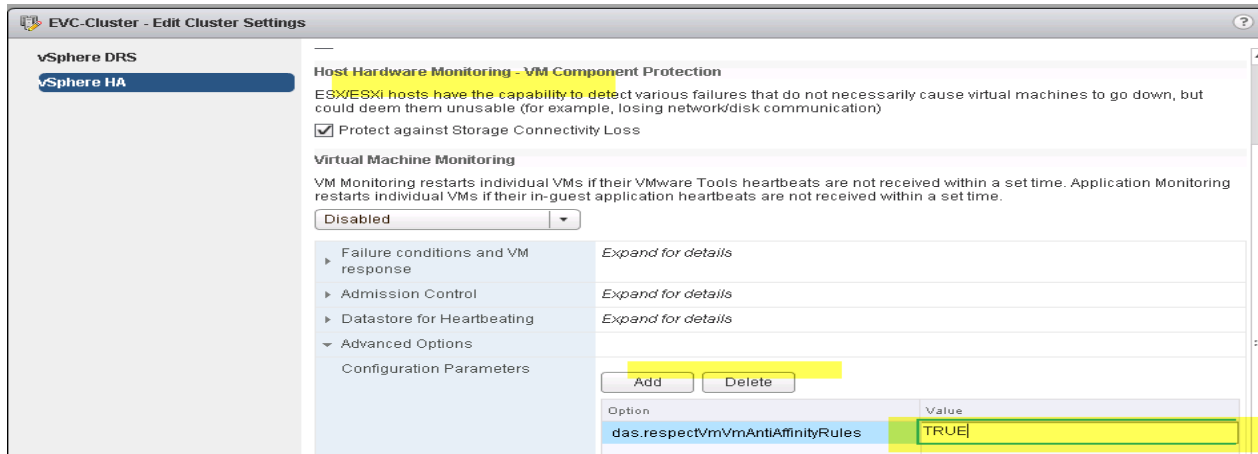 EVC-Cluster - Edit Cluster Settings
?
vSphere DRS
vSphere HA
Host Hardware Monitoring - VM Component Protection
ESX/ESXi hosts have the capability to detect various failures that do not necessarily cause virtual machines to go down, but
could deem them unusable (for example, losing network/disk communication)
Protect against Storage Connectivity Loss
Virtual Machine Monitoring
VM Monitoring restarts individual VMs if their VMware Tools heartbeats are not received within a set time. Application Monitoring
restarts individual VMs if their in-guest application heartbeats are not received within a set time.
Disabled
Failure conditions and VM
response
Expand for details
Admission Control
Expand for details
Datastore for Heartbeating
Expand for details
Advanced Options
Configuration Parameters
Add Delete
Option Value
das.respectVmVmAntiAffinityRules TRUE